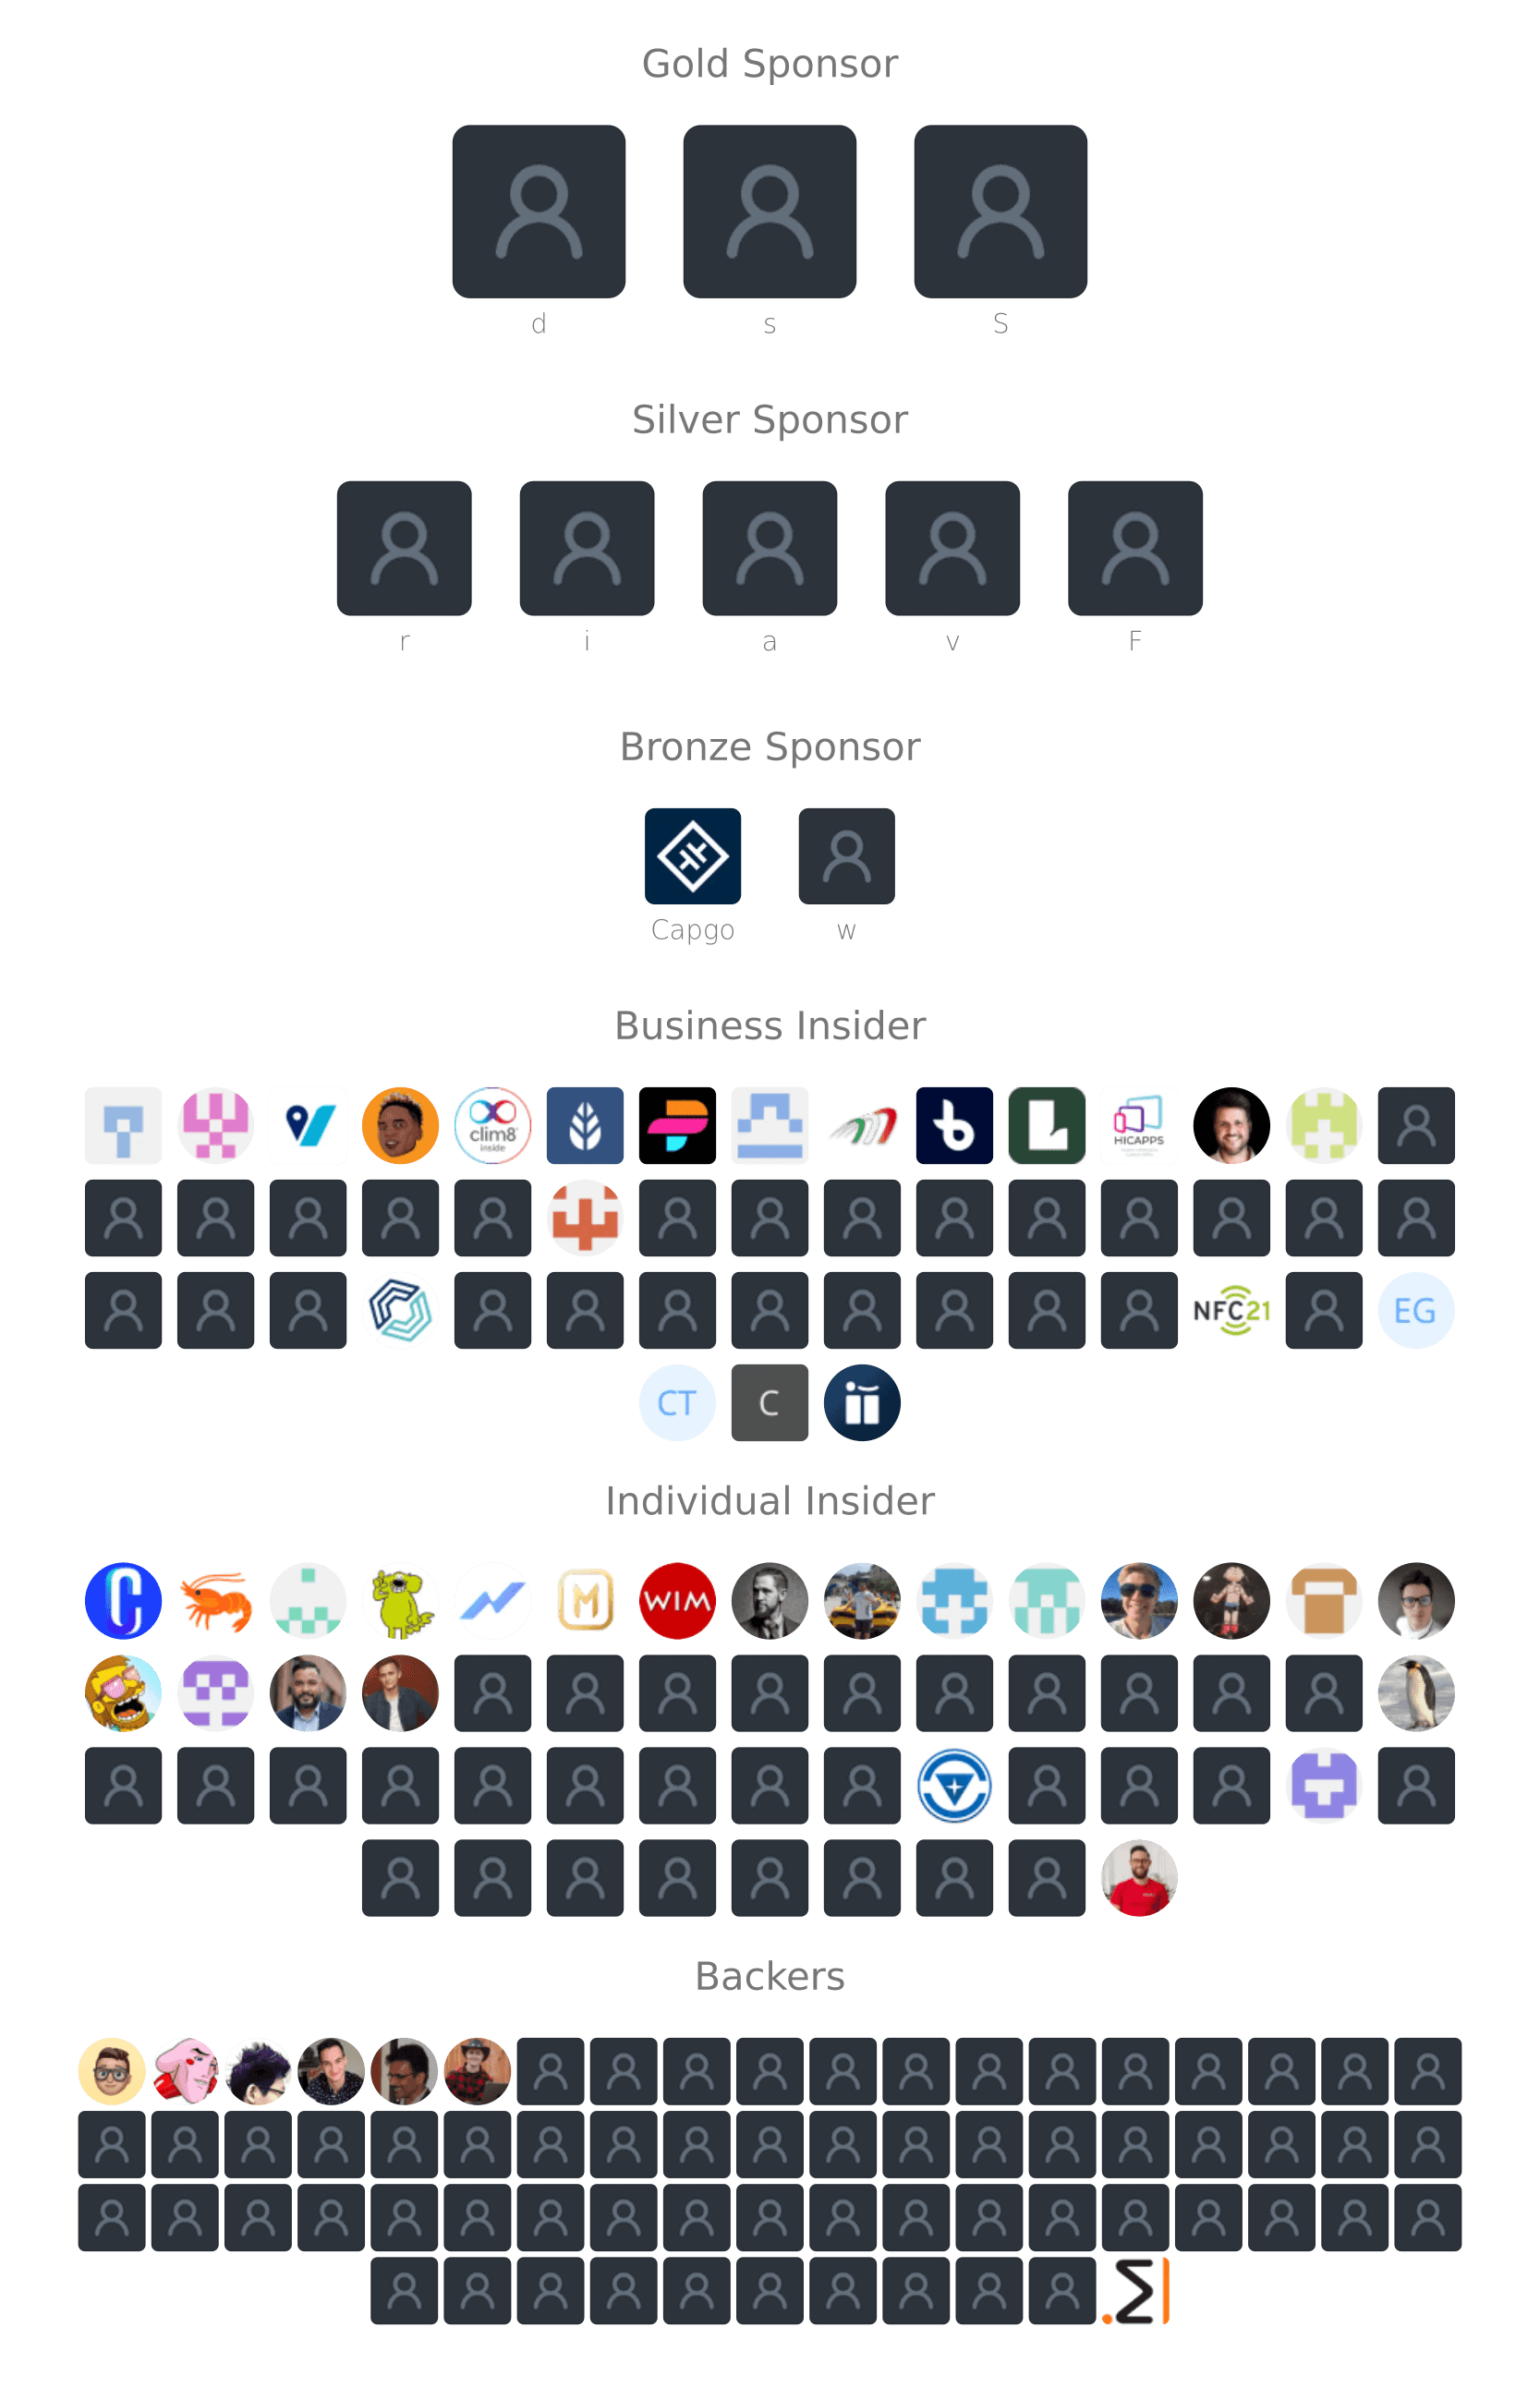 Gold Sponsor
d s S
Silver Sponsor
r i a v F
Bronze Sponsor
Capgo w
Business Insider
clim8
inside
HICAPPS
NFC21 EG
CT C
Individual Insider
WIM
Backers